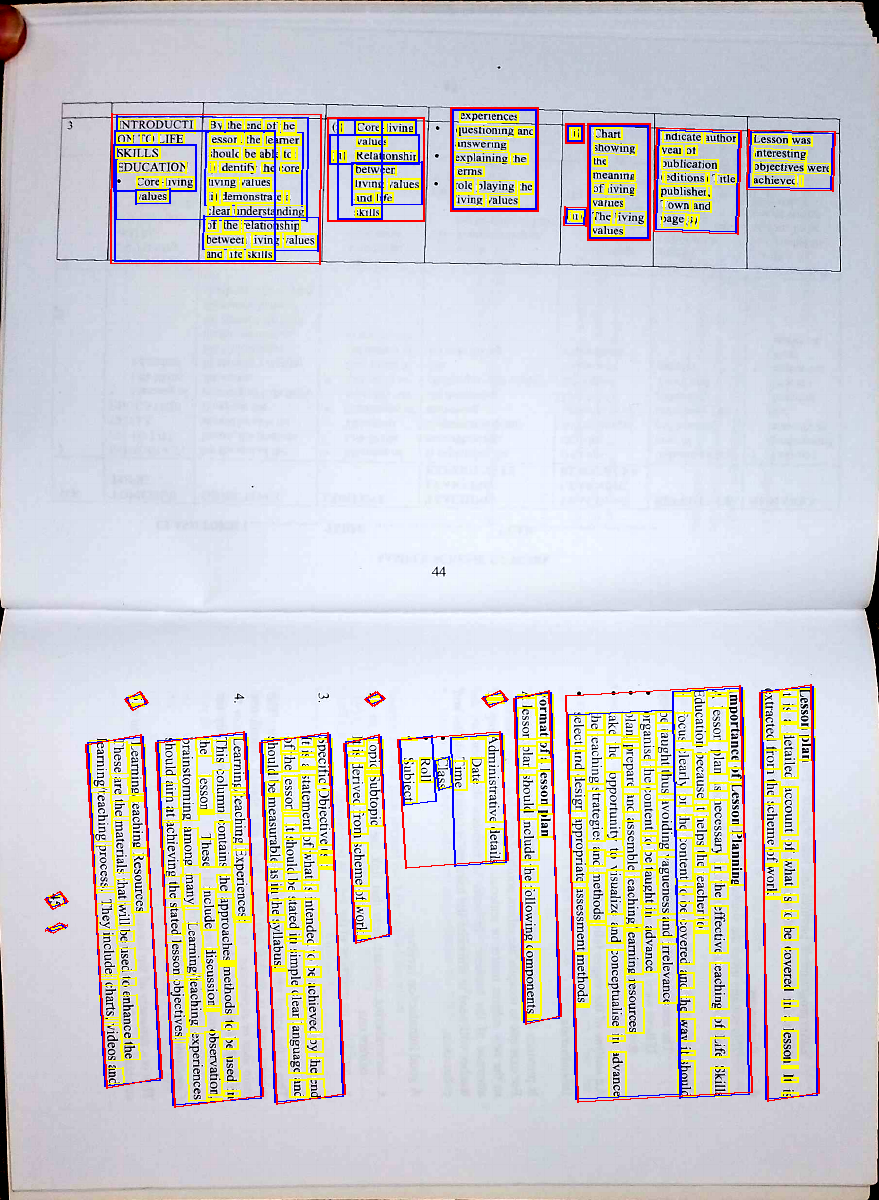 3
INTRODUCTI
ON TO LIFE
SKILLS
EDUCATION
• Core living
values
By the end of the
lesson, the learner
should be able to
i) identify the core
living values
ii) demonstrate a
clear understanding
of the relationship
between living values
and life skills
(i) Core living
values
(ii) Relationship
between
living values
and life
skills
experiences
• questioning and
answering
• explaining the
terms
• role playing the
living values
(i) Chart
showing
the
meaning
of living
values
(ii) The living
values
Indicate author
year of
publication
editions, Title
publisher,
town and
page
Lesson was
interesting
objectives were
achieved
44
Lesson plan
It is a detailed account of what is to be covered in a lesson. It is
extracted from the scheme of work.
Importance of Lesson Planning
A lesson plan is necessary in the effective teaching of Life Skills
Education because it helps the teacher to
• focus clearly on the content to be covered and the way it should
be taught thus avoiding vagueness and irrelevance
• organise the content to be taught in advance
• plan, prepare and assemble teaching/learning resources
• take the opportunity to visualize and conceptualise in advance
the teaching strategies and methods
• select and design appropriate assessment methods
Format of a lesson plan
A lesson plan should include the following components
Administrative details
• Date
Time
Class
Roll
Subject
Topic/Subtopic
It is derived from scheme of work.
3. Specific Objective(s):
It is a statement of what is intended to be achieved by the end
of the lesson. It should be stated in simple clear language and
should be measurable as in the syllabus.
4. Learning/Teaching Experiences:
This column contains the approaches/methods to be used in
the lesson. These include discussion, observation,
brainstorming among many. Learning/teaching experiences
should aim at achieving the stated lesson objectives.
Learning/Teaching Resources
These are the materials that will be used to enhance the
learning/teaching process. They include charts, videos and